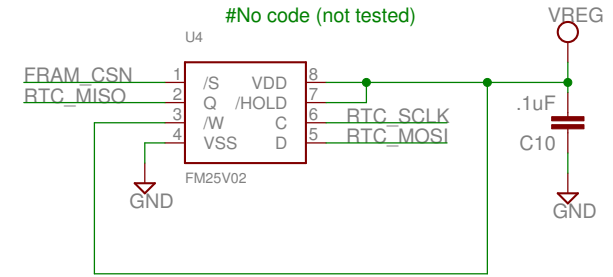 #No code (not tested)
VREG
U4
FRAM_CSN 1 /S VDD 8
RTC_MISO 2 Q /HOLD 7
3 /W C 6 RTC_SCLK
4 VSS D 5 RTC_MOSI
.1uF
C10
FM25V02
GND
GND